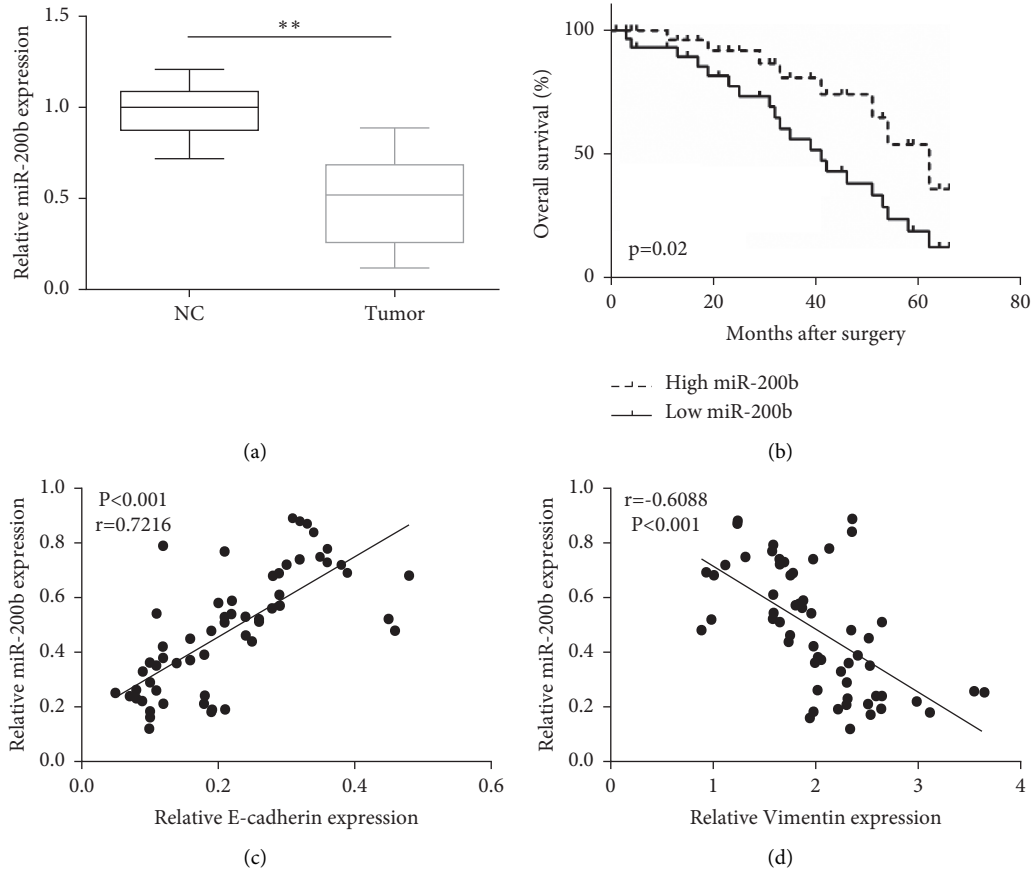 Relative miR-200b expression
1.5
1.0
0.5
0.0
**
NC
Tumor
(a)
Overall survival (%)
100
50
0
p=0.02
0
20
40
60
80
Months after surgery
High miR-200b
Low miR-200b
(b)
Relative miR-200b expression
1.0
0.8
0.6
0.4
0.2
0.0
P<0.001
r=0.7216
0.0
0.2
0.4
0.6
Relative E-cadherin expression
(c)
Relative miR-200b expression
1.0
0.8
0.6
0.4
0.2
0.0
r=-0.6088
P<0.001
0
1
2
3
4
Relative Vimentin expression
(d)